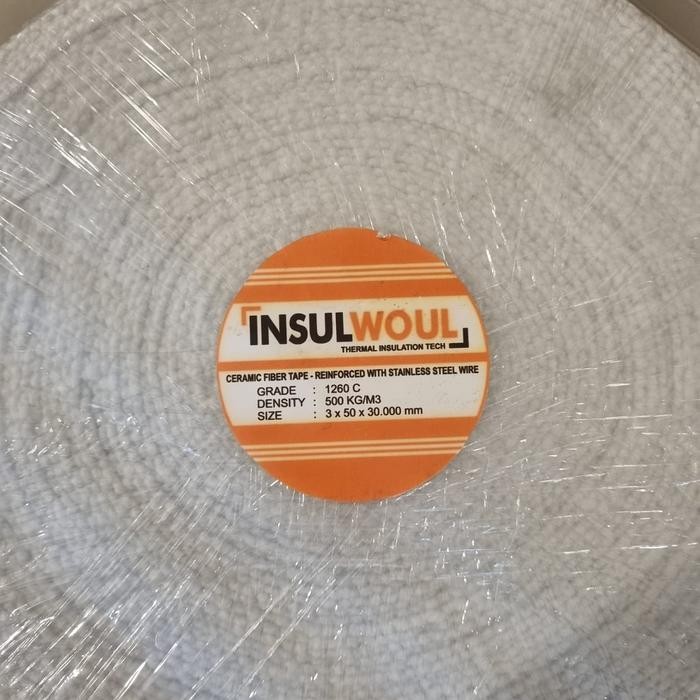 INSULWOUL
THERMAL INSULATION TECH
CERAMIC FIBER TAPE - REINFORCED WITH STAINLESS STEEL WIRE
GRADE : 1260 C
DENSITY : 500 KG/M3
SIZE : 3 x 50 x 30.000 mm